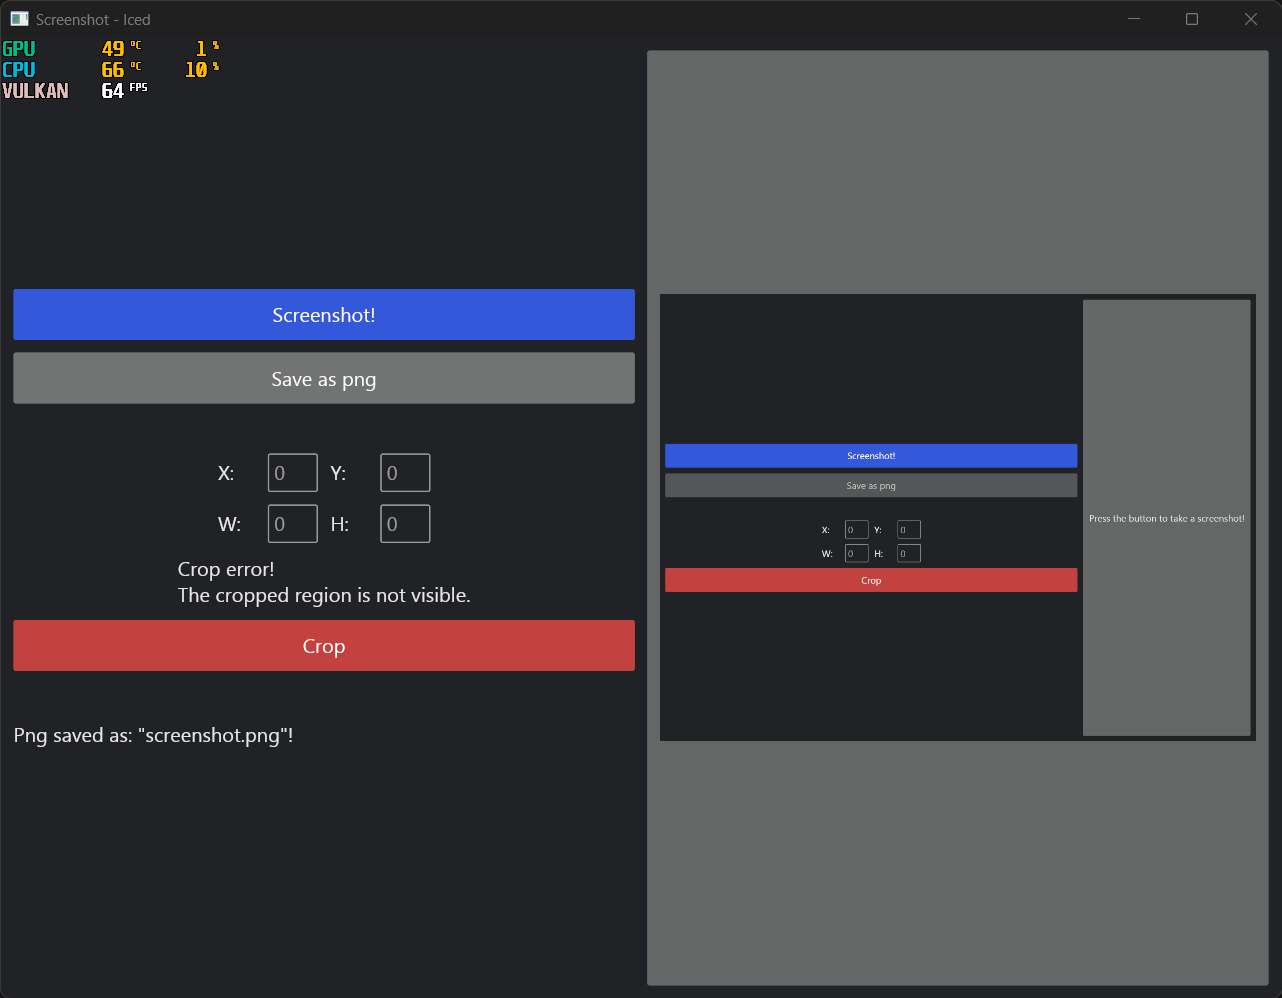 Screenshot - Iced
GPU 49 °C 1 %
CPU 66 °C 10 %
VULKAN 64 FPS
Screenshot!
Save as png
X: 0 Y: 0
W: 0 H: 0
Crop error!
The cropped region is not visible.
Crop
Png saved as: "screenshot.png"!
Screenshot!
Save as png
X: 0 Y: 0
W: 0 H: 0
Crop
Press the button to take a screenshot!